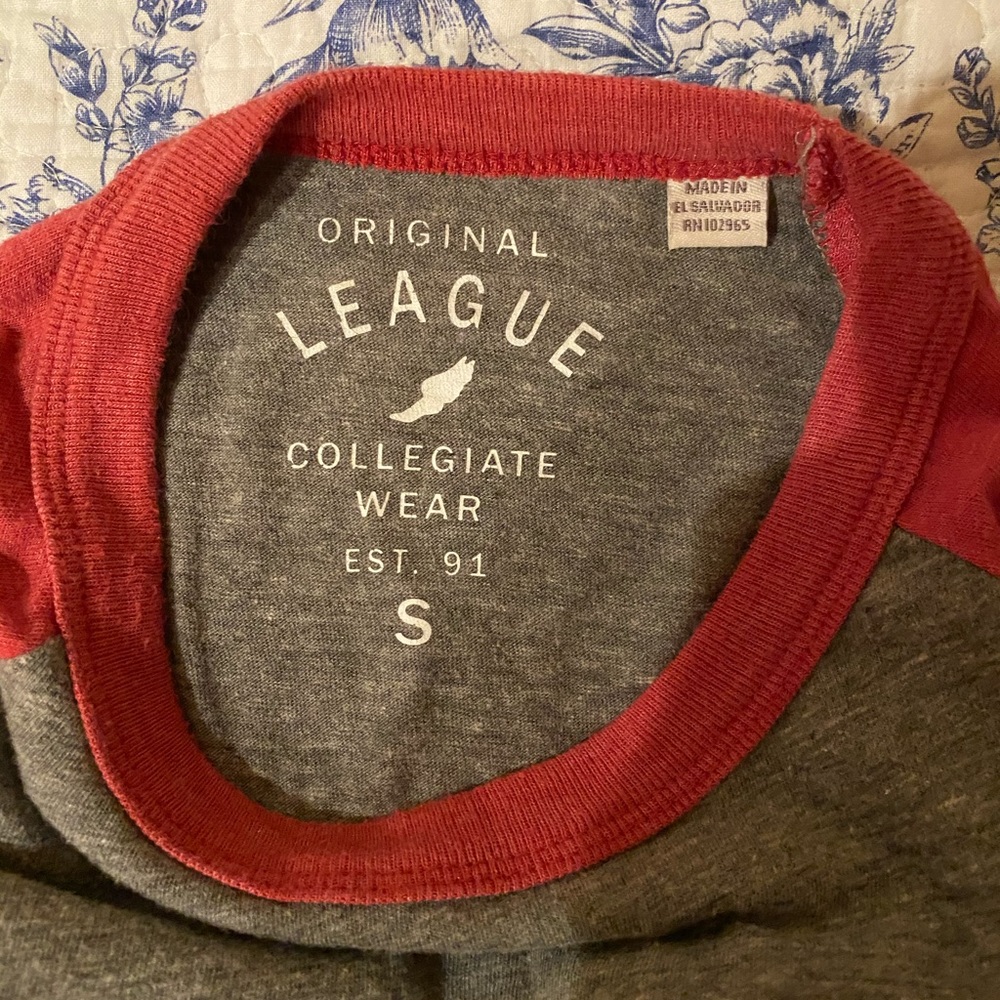 ORIGINAL
LEAGUE
COLLEGIATE
WEAR
EST. 91
S
MADE IN
EL SALVADOR
RN102965